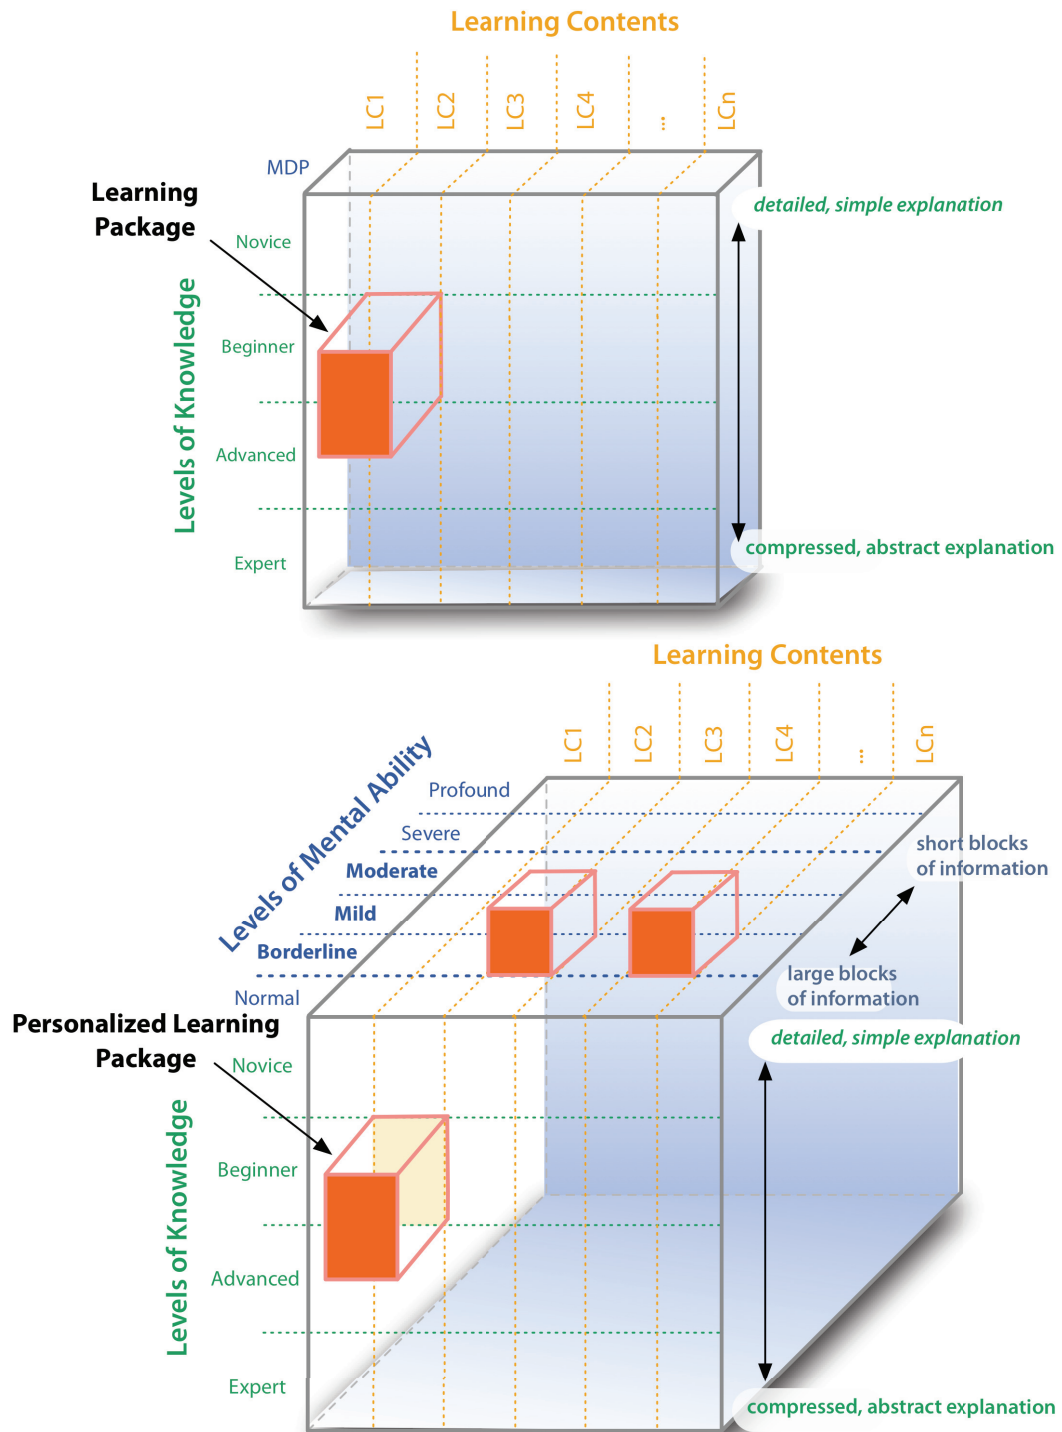 Learning Contents
LC1
LC2
LC3
LC4
...
LCn
MDP
Learning
Package
Levels of Knowledge
Novice
Beginner
Advanced
Expert
detailed, simple explanation
compressed, abstract explanation
Learning Contents
LC1
LC2
LC3
LC4
...
LCn
Levels of Mental Ability
Profound
Severe
Moderate
Mild
Borderline
Normal
short blocks
of information
large blocks
of information
Personalized Learning
Package
Levels of Knowledge
Novice
Beginner
Advanced
Expert
detailed, simple explanation
compressed, abstract explanation